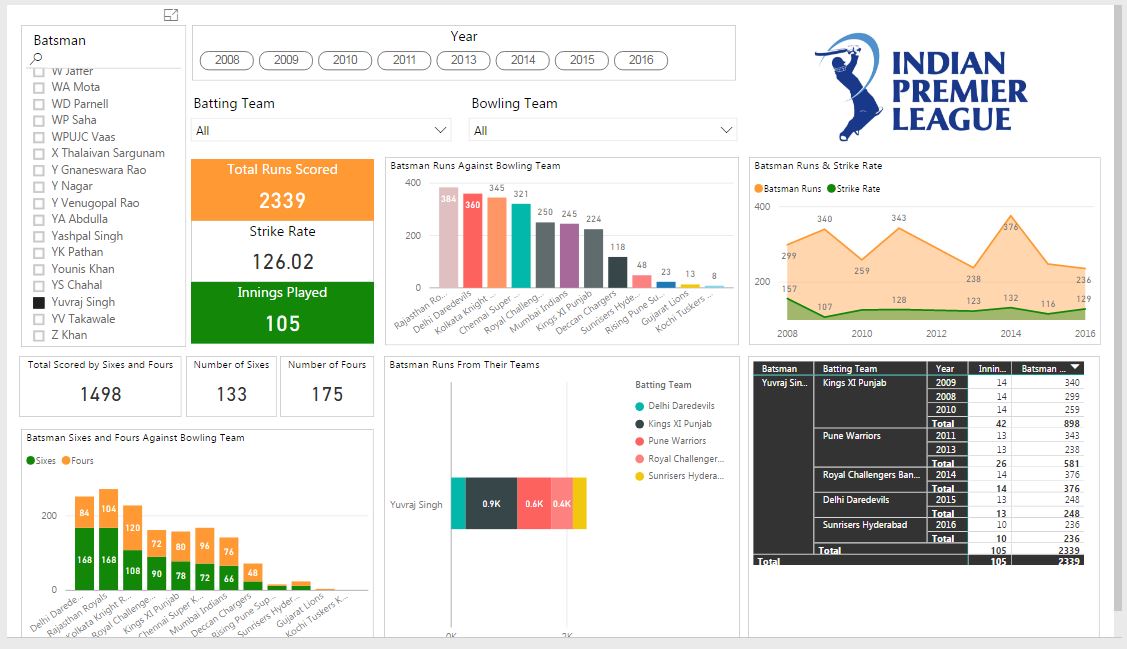 Batsman
W Jaffer
WA Mota
WD Parnell
WP Saha
WPUJC Vaas
X Thalaivan Sargunam
Y Gnaneswara Rao
Y Nagar
Y Venugopal Rao
YA Abdulla
Yashpal Singh
YK Pathan
Younis Khan
YS Chahal
Yuvraj Singh
YV Takawale
Z Khan
Year
2008 2009 2010 2011 2013 2014 2015 2016
Batting Team
All
Bowling Team
All
INDIAN
PREMIER
LEAGUE
Total Runs Scored
2339
Strike Rate
126.02
Innings Played
105
Batsman Runs Against Bowling Team
400
200
0
384 360 345 321 250 245 224 118 48 23 13 8
Rajasthan Ro...
Delhi Daredevils
Kolkata Knight ...
Chennai Super ...
Royal Challeng...
Mumbai Indians
Kings XI Punjab
Deccan Chargers
Sunrisers Hyde...
Rising Pune Su...
Gujarat Lions
Kochi Tuskers ...
Batsman Runs & Strike Rate
Batsman Runs Strike Rate
400
200
299 340 259 343 238 376 236
157 107 128 123 132 116 129
2008 2010 2012 2014 2016
Total Scored by Sixes and Fours
1498
Number of Sixes
133
Number of Fours
175
Batsman Sixes and Fours Against Bowling Team
Sixes Fours
200
0
84 104 120 72 80 96 76 48
168 168 108 90 78 72 66
Delhi Darede...
Rajasthan Royals
Kolkata Knight R...
Royal Challenge...
Kings XI Punjab
Chennai Super K...
Mumbai Indians
Deccan Chargers
Rising Pune Sup...
Sunrisers Hyder...
Gujarat Lions
Kochi Tuskers K...
Batsman Runs From Their Teams
Batting Team
Delhi Daredevils
Kings XI Punjab
Pune Warriors
Royal Challenger...
Sunrisers Hydera...
Yuvraj Singh
0.9K 0.6K 0.4K
0K 2K
Batsman Batting Team Year Innin... Batsman ...
Yuvraj Sin... Kings XI Punjab 2009 14 340
2008 14 299
2010 14 259
Total 42 898
Pune Warriors 2011 13 343
2013 13 238
Total 26 581
Royal Challengers Ban... 2014 14 376
Total 14 376
Delhi Daredevils 2015 13 248
Total 13 248
Sunrisers Hyderabad 2016 10 236
Total 10 236
Total 105 2339
Total 105 2339